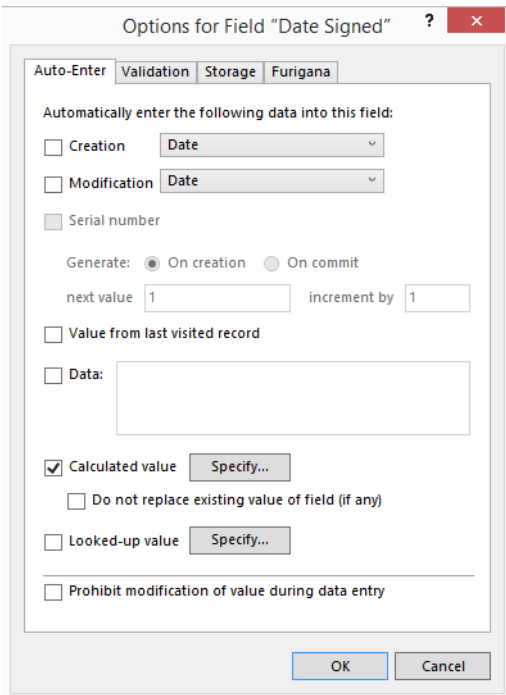 Options for Field “Date Signed”
?
Auto-Enter Validation Storage Furigana
Automatically enter the following data into this field:
Creation Date
Modification Date
Serial number
Generate: On creation On commit
next value 1 increment by 1
Value from last visited record
Data:
Calculated value Specify...
Do not replace existing value of field (if any)
Looked-up value Specify...
Prohibit modification of value during data entry
OK Cancel